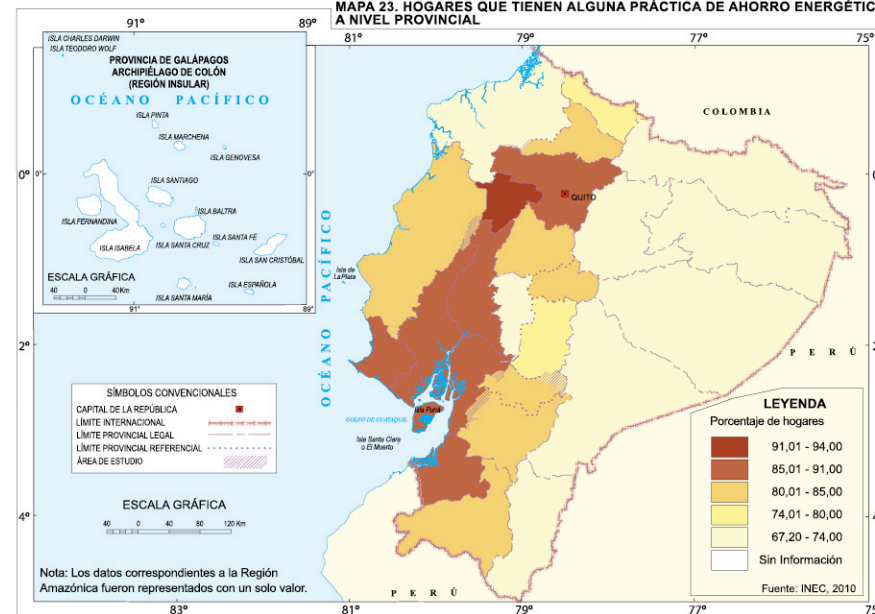 MAPA 23. HOGARES QUE TIENEN ALGUNA PRÁCTICA DE AHORRO ENERGÉTIC
A NIVEL PROVINCIAL
91°
89°
81°
79°
77°
75°
ISLA CHARLES DARWIN
ISLA TEODORO WOLF
PROVINCIA DE GALÁPAGOS
ARCHIPIÉLAGO DE COLÓN
(REGIÓN INSULAR)
OCÉANO PACÍFICO
ISLA PINTA
ISLA MARCHENA
ISLA GENOVESA
ISLA SANTIAGO
ISLA BALTRA
ISLA FERNANDINA
ISLA SANTA FÉ
ISLA SANTA CRUZ
ISLA ISABELA
ISLA SAN CRISTÓBAL
ESCALA GRÁFICA
40 0 40Km
ISLA ESPAÑOLA
ISLA SANTA MARÍA
91°
89°
0°
0°
COLOMBIA
QUITO
OCÉANO PACÍFICO
Isla de
La Plata
2°
2°
PERÚ
SÍMBOLOS CONVENCIONALES
CAPITAL DE LA REPÚBLICA
LÍMITE INTERNACIONAL
LÍMITE PROVINCIAL LEGAL
LÍMITE PROVINCIAL REFERENCIAL
ÁREA DE ESTUDIO
Isla Puná
GOLFO DE GUAYAQUIL
Isla Santa Clara
o El Muerto
ESCALA GRÁFICA
40 0 40 80 120 Km
4°
4°
LEYENDA
Porcentaje de hogares
91,01 - 94,00
85,01 - 91,00
80,01 - 85,00
74,01 - 80,00
67,20 - 74,00
Sin Información
Fuente: INEC, 2010
Nota: Los datos correspondientes a la Región
Amazónica fueron representados con un solo valor.
PERÚ
83°
81°
79°
77°
75°